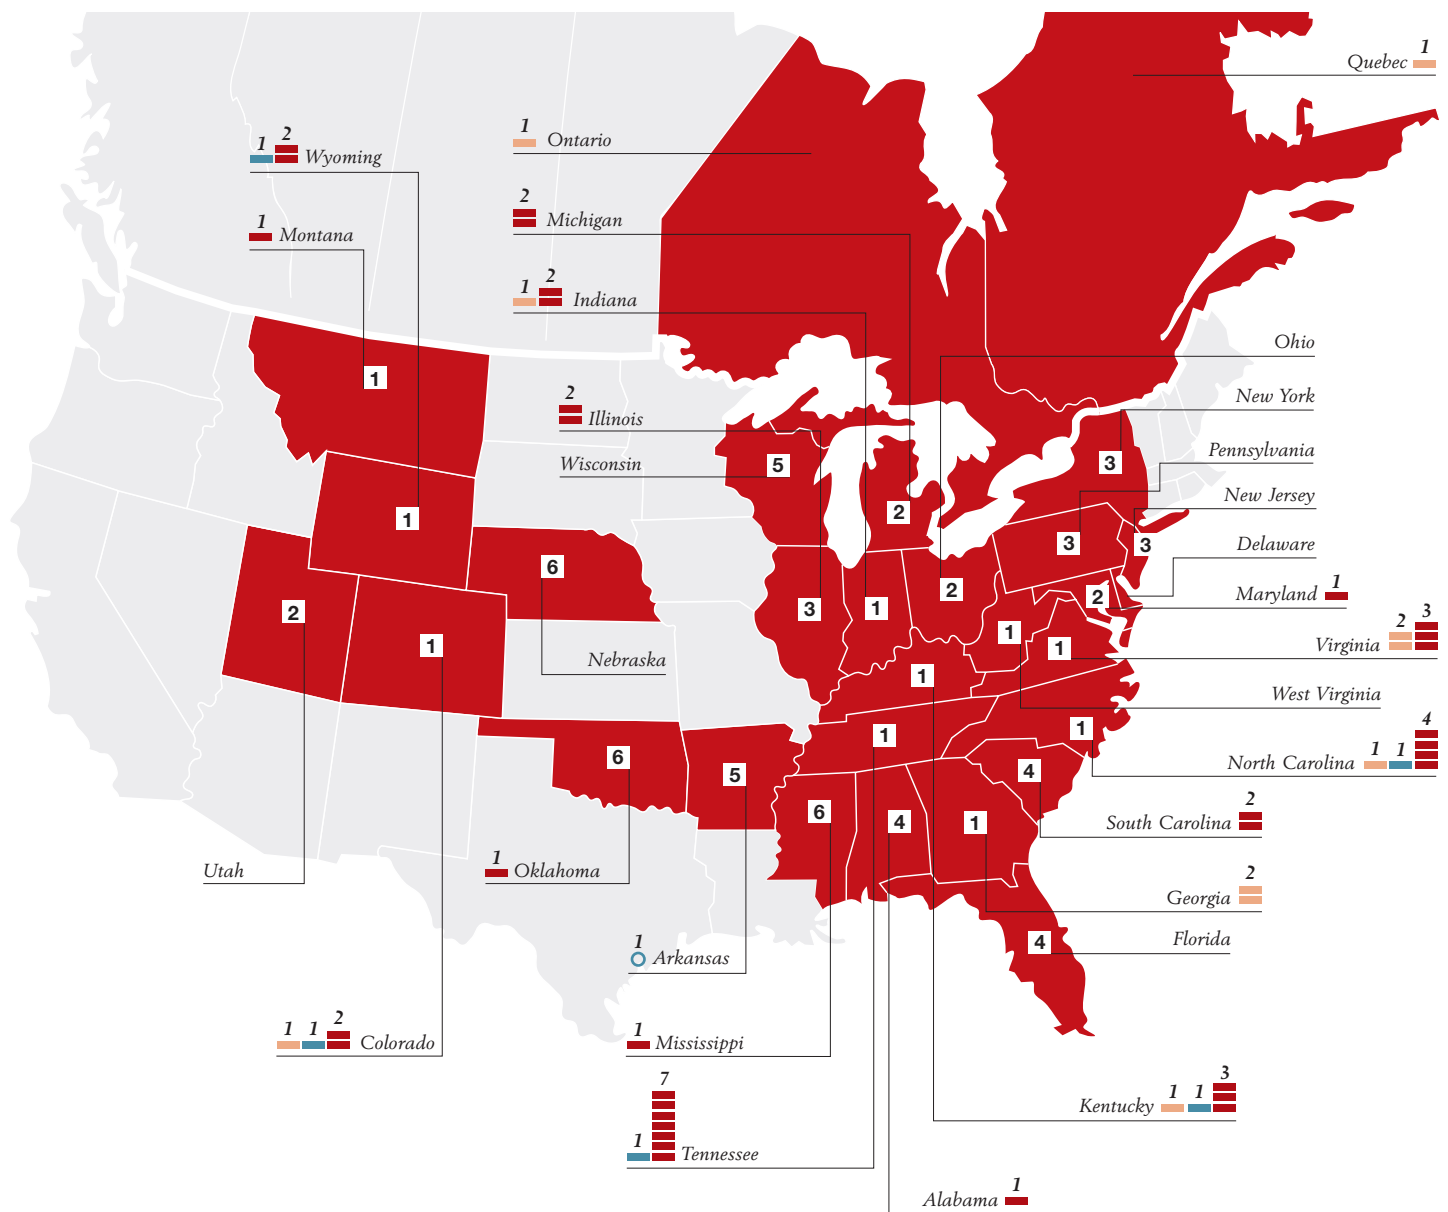 1
Quebec
1 2
Wyoming
1
Ontario
2
Michigan
1
Montana
1 2
Indiana
Ohio
1
New York
2
Illinois
Pennsylvania
Wisconsin
5
3
New Jersey
1
2
3
3
Delaware
6
2
2
1
Maryland
2
3
1
2 3
Virginia
1
1
1
Nebraska
1
West Virginia
1
1
4
1 1
North Carolina
6
5
4
6
4
1
2
South Carolina
Utah
1
Oklahoma
2
Georgia
4
Florida
1
Arkansas
1 1 2
Colorado
1
Mississippi
7
1
Tennessee
1 1 3
Kentucky
1
Alabama